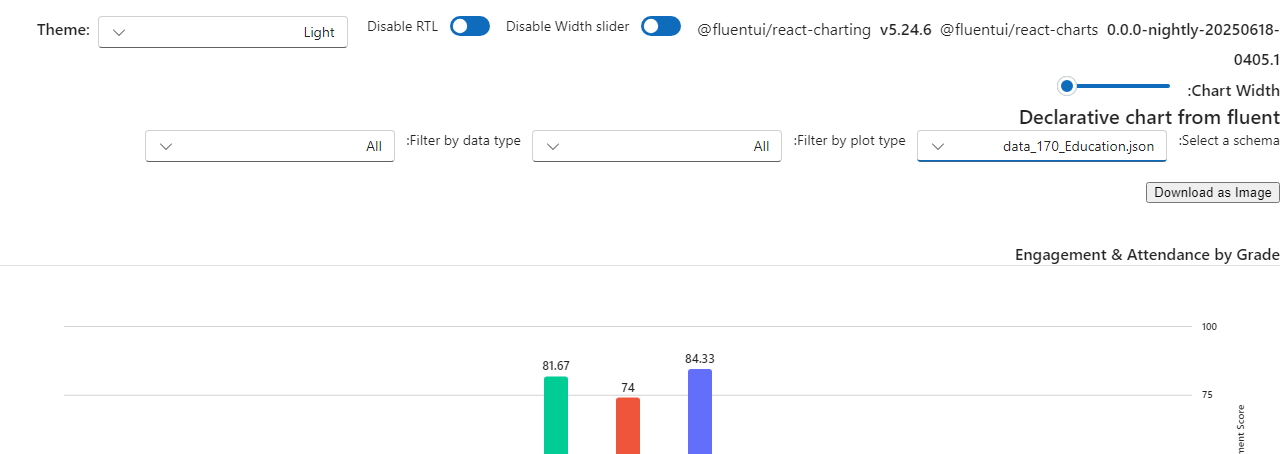 Theme: Light Disable RTL Disable Width slider @fluentui/react-charting v5.24.6 @fluentui/react-charts 0.0.0-nightly-20250618-
0405.1
:Chart Width
Declarative chart from fluent
:Select a schema data_170_Education.json :Filter by plot type All :Filter by data type All
Download as Image
Engagement & Attendance by Grade
100
84.33
81.67
74
75
Score